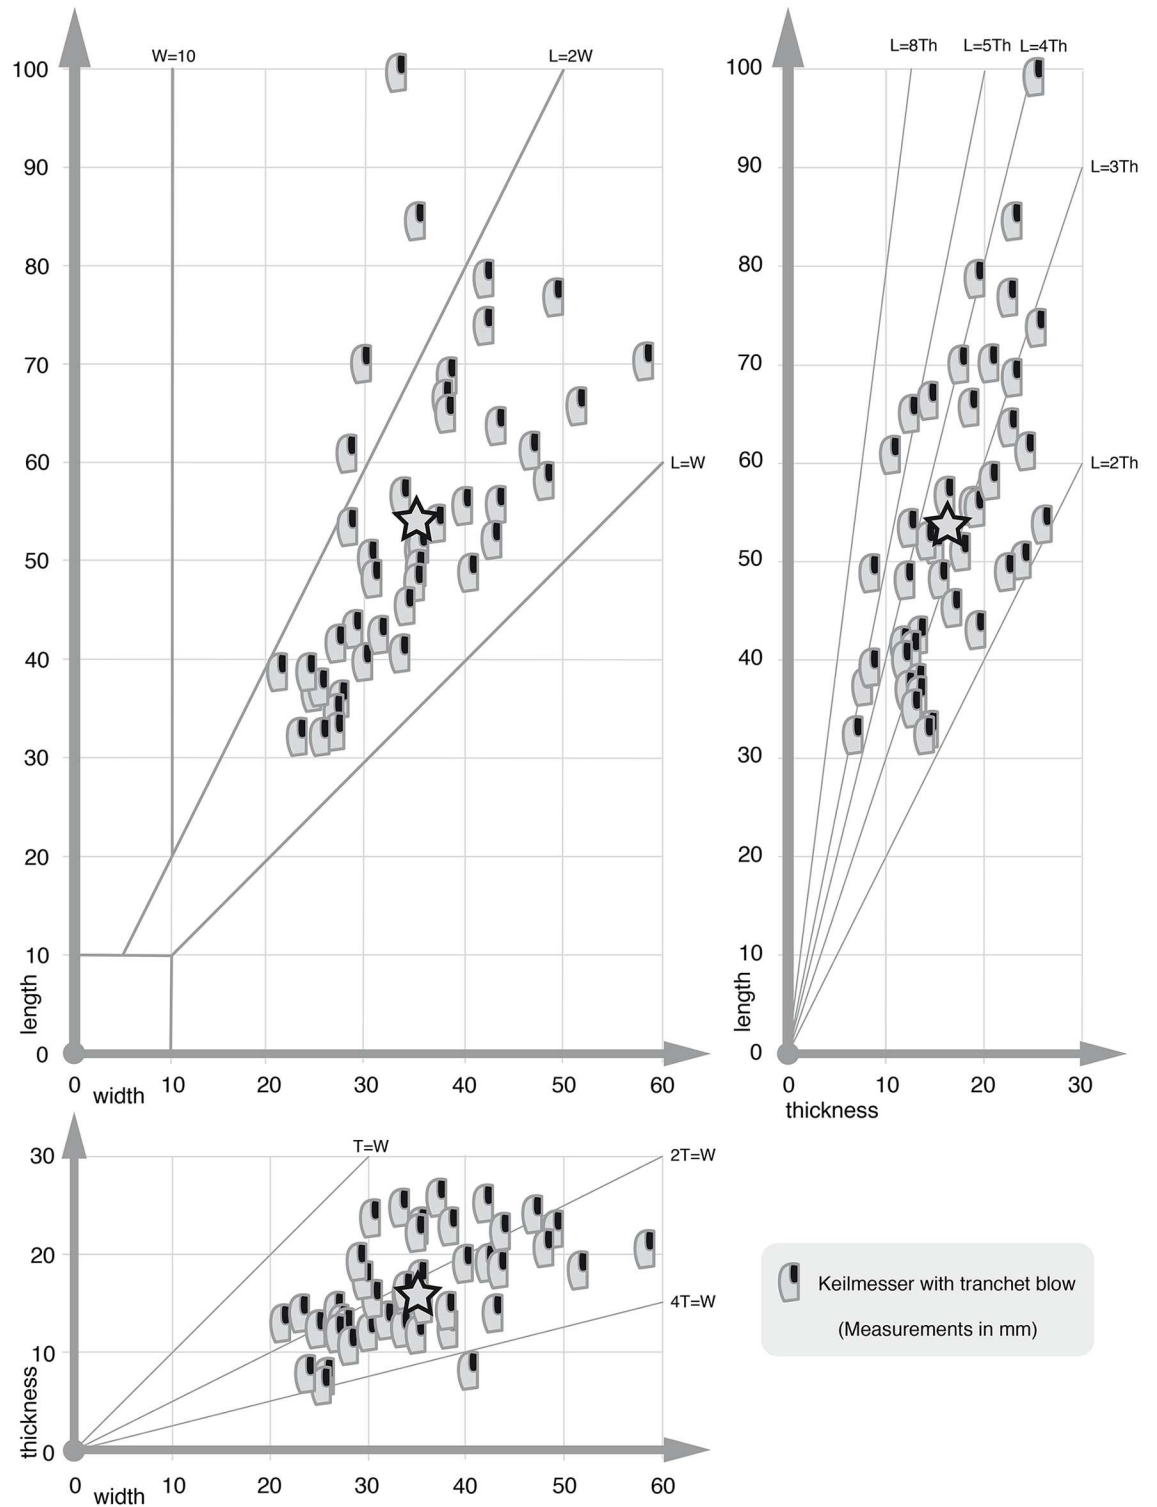 W=10
L=2W
100
90
80
70
60
50
40
30
20
10
0
L=W
length
0
10
20
30
40
50
60
width
L=8Th
L=5Th
L=4Th
100
90
80
70
60
50
40
30
20
10
0
L=3Th
L=2Th
length
0
10
20
30
thickness
T=W
30
20
10
0
2T=W
4T=W
thickness
0
10
20
30
40
50
60
width
Keilmesser with tranchet blow
(Measurements in mm)